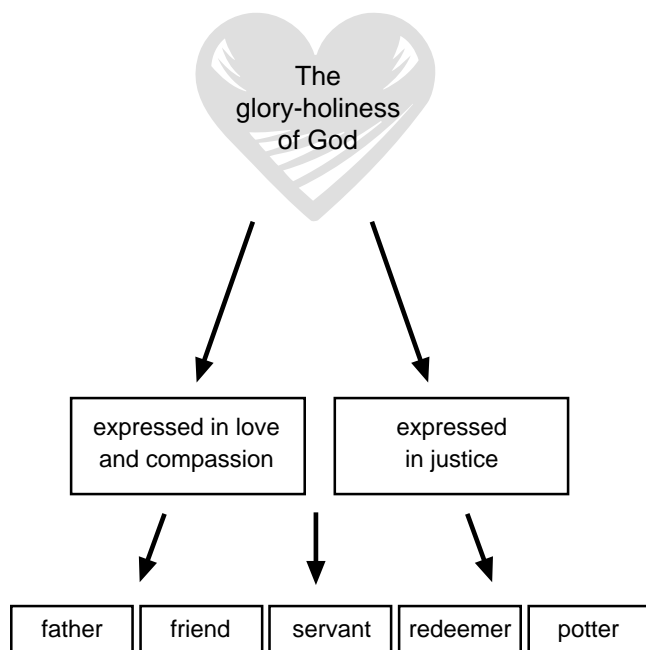 The
glory-holiness
of God
expressed in love
and compassion
expressed
in justice
father
friend
servant
redeemer
potter